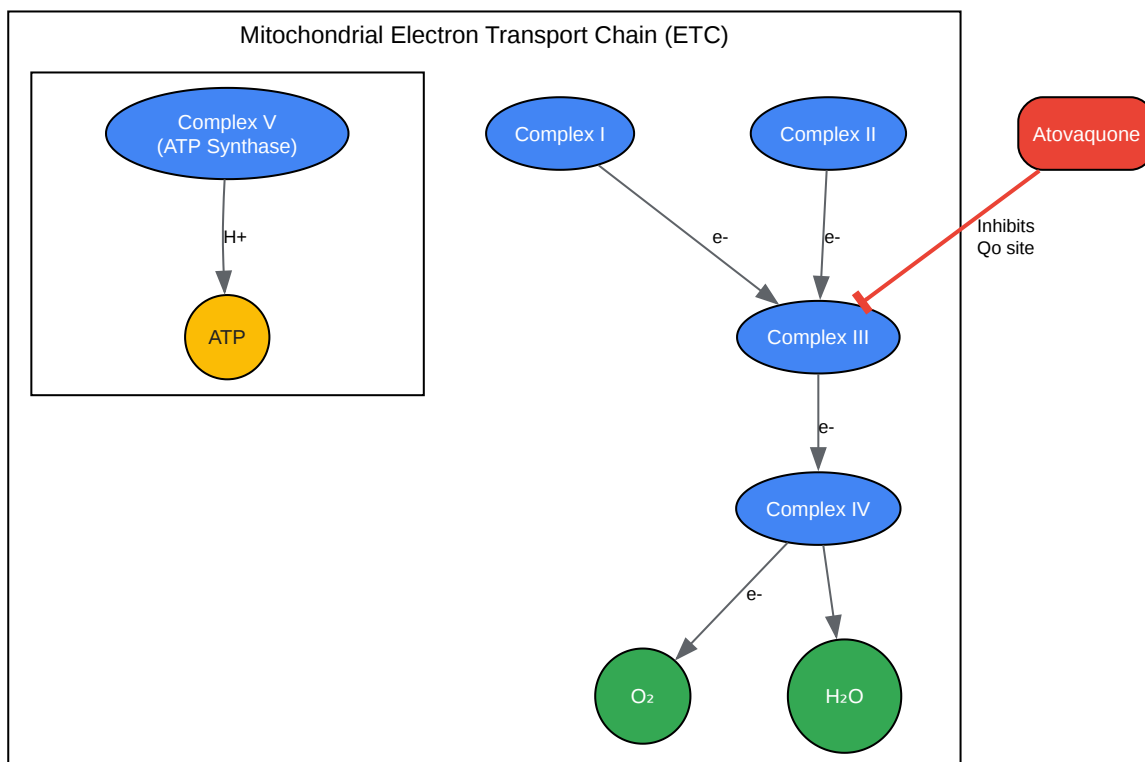 Mitochondrial Electron Transport Chain (ETC)
Complex V
(ATP Synthase)
Complex I
Complex II
Atovaquone
H+
e-
e-
Inhibits
Qo site
ATP
Complex III
e-
Complex IV
e-
O₂
H₂O